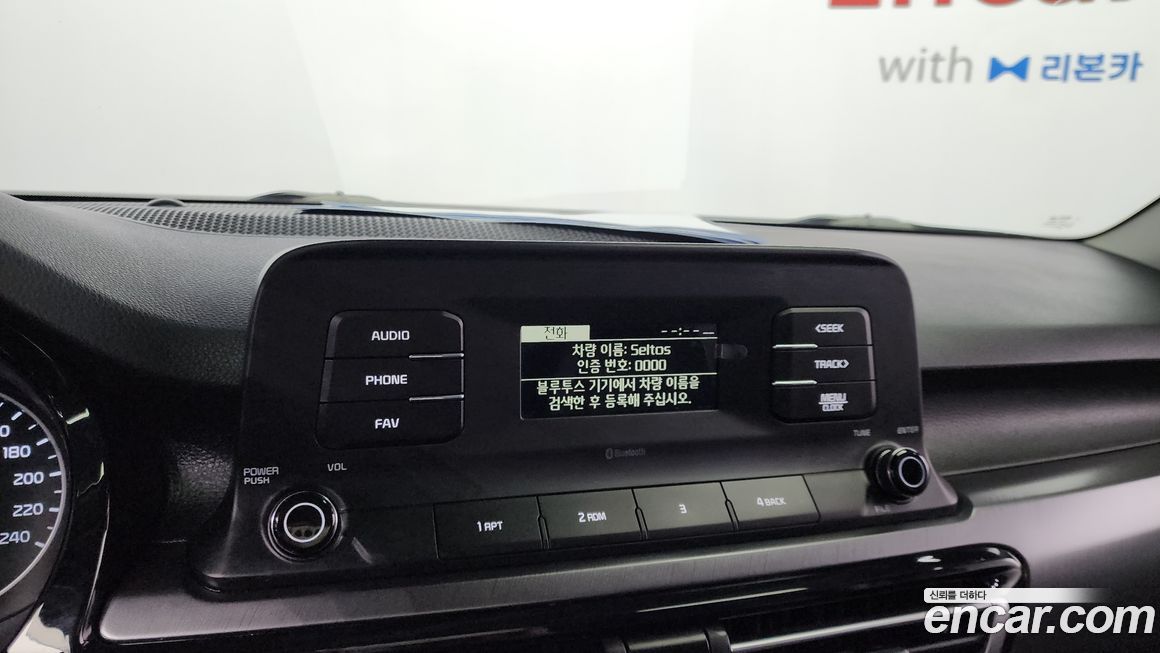 Encar
with 리본카
AUDIO
PHONE
FAV
전화
--:--
차량 이름: Seltos
인증 번호: 0000
블루투스 기기에서 차량 이름을
검색한 후 등록해 주십시오.
<SEEK
TRACK>
MENU
CLOCK
TUNE
ENTER
Bluetooth
POWER
PUSH
VOL
1 RPT
2 RDM
3
4 BACK
180
200
220
240
신뢰를 더하다
encar.com